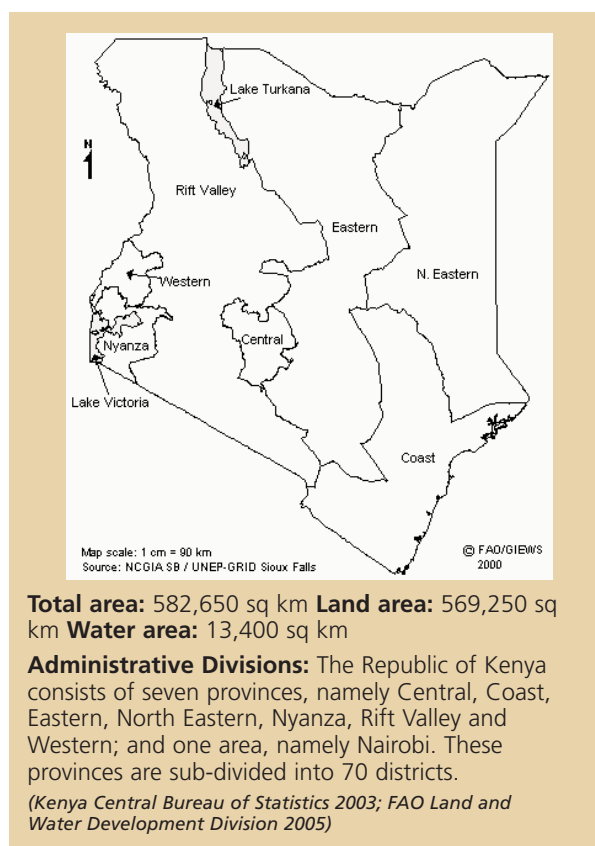 Lake Turkana
N
Rift Valley
Eastern
N. Eastern
Western
Central
Nyanza
Lake Victoria
Coast
Map scale: 1 cm = 90 km
Source: NCGIA SB / UNEP-GRID Sioux Falls
© FAO/GIEWS
2000
Total area: 582,650 sq km Land area: 569,250 sq
km Water area: 13,400 sq km
Administrative Divisions: The Republic of Kenya
consists of seven provinces, namely Central, Coast,
Eastern, North Eastern, Nyanza, Rift Valley and
Western; and one area, namely Nairobi. These
provinces are sub-divided into 70 districts.
(Kenya Central Bureau of Statistics 2003; FAO Land and
Water Development Division 2005)